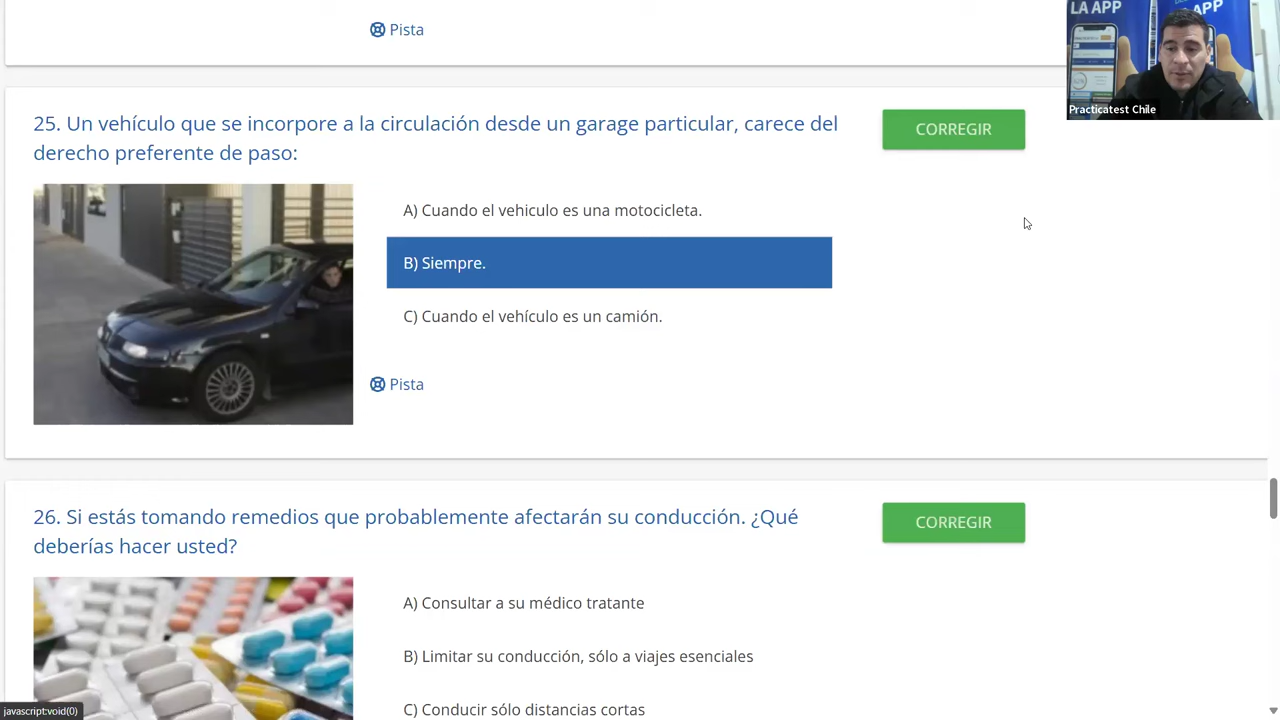 LA APP
APP
Practicatest Chile
Pista
25. Un vehículo que se incorpore a la circulación desde un garage particular, carece del
derecho preferente de paso:
CORREGIR
A) Cuando el vehiculo es una motocicleta.
B) Siempre.
C) Cuando el vehículo es un camión.
Pista
26. Si estás tomando remedios que probablemente afectarán su conducción. ¿Qué
deberías hacer usted?
CORREGIR
A) Consultar a su médico tratante
B) Limitar su conducción, sólo a viajes esenciales
C) Conducir sólo distancias cortas
javascript:void(0)